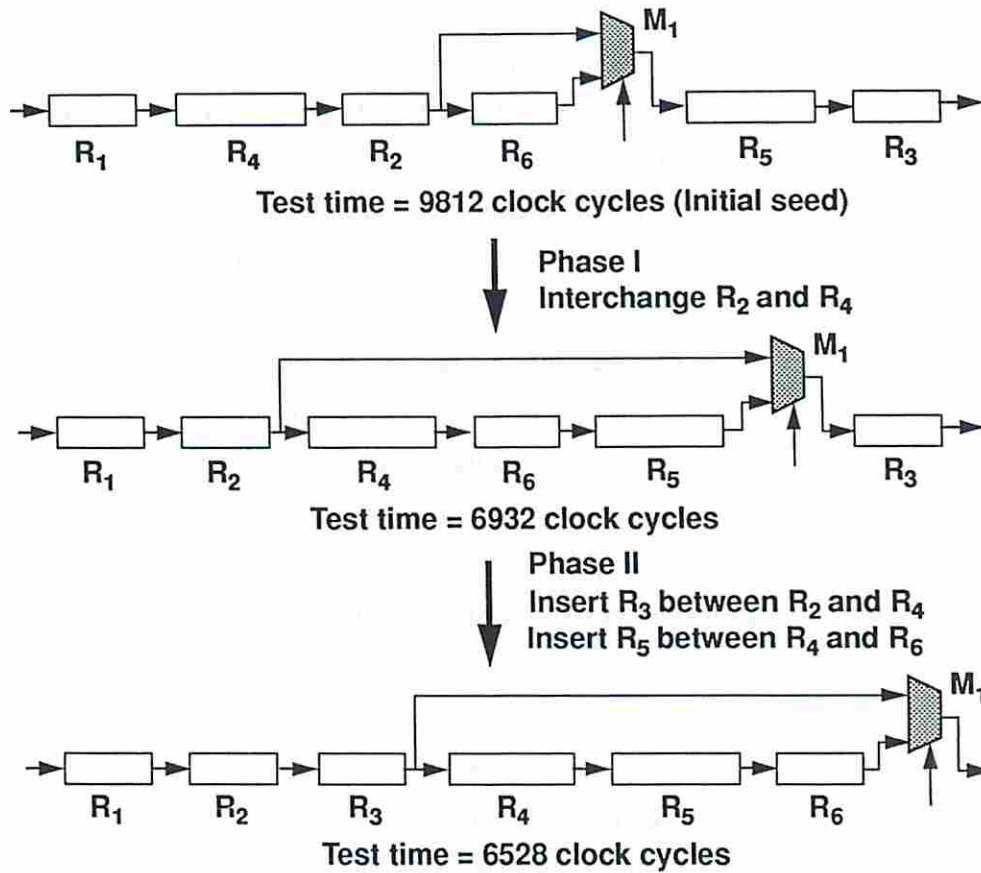 M₁
R₁ R₄ R₂ R₆ R₅ R₃
Test time = 9812 clock cycles (Initial seed)
Phase I
Interchange R₂ and R₄
M₁
R₁ R₂ R₄ R₆ R₅ R₃
Test time = 6932 clock cycles
Phase II
Insert R₃ between R₂ and R₄
Insert R₅ between R₄ and R₆
M₁
R₁ R₂ R₃ R₄ R₅ R₆
Test time = 6528 clock cycles